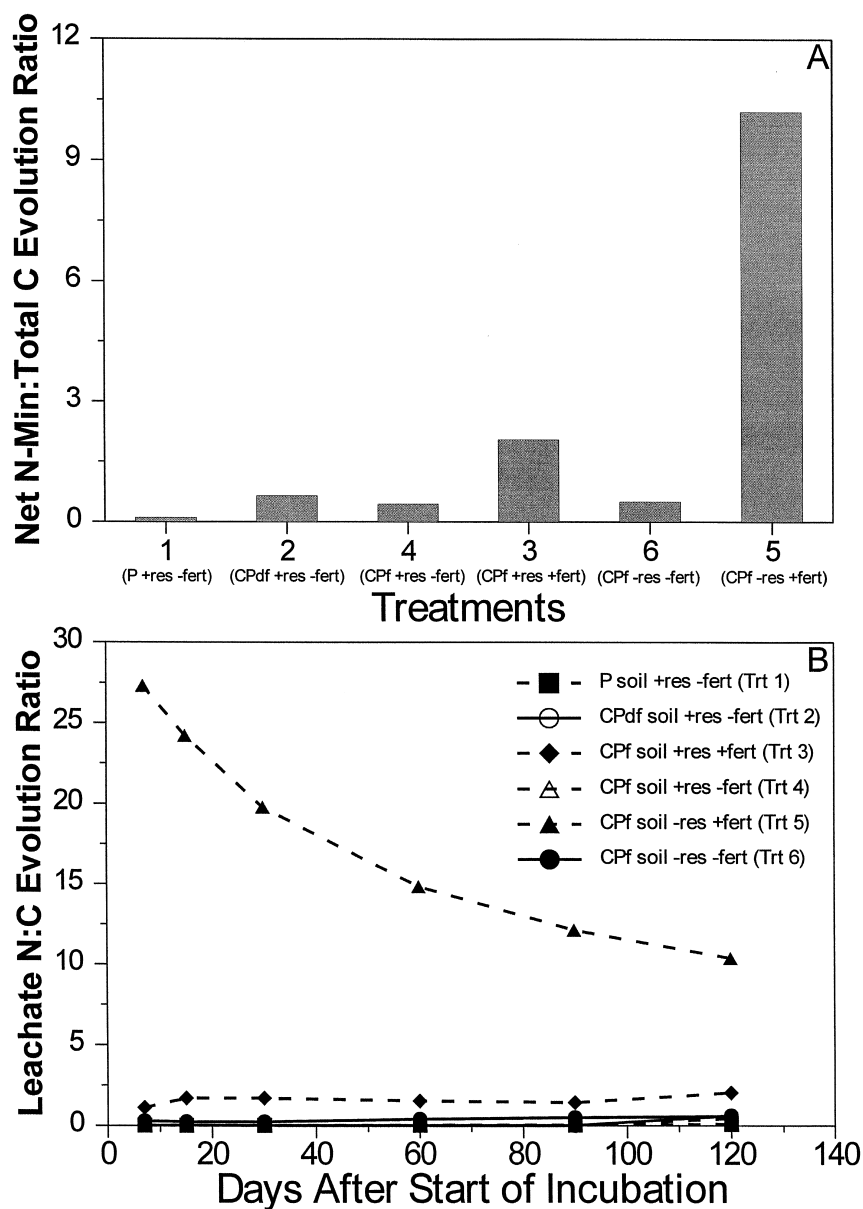 A
Net N-Min:Total C Evolution Ratio
12
9
6
3
0
1 2 4 3 6 5
(P +res -fert) (CPdf +res -fert) (CPf +res -fert) (CPf +res +fert) (CPf -res -fert) (CPf -res +fert)
Treatments
B
Leachate N:C Evolution Ratio
30
25
20
15
10
5
0
P soil +res -fert (Trt 1)
CPdf soil +res -fert (Trt 2)
CPf soil +res +fert (Trt 3)
CPf soil +res -fert (Trt 4)
CPf soil -res +fert (Trt 5)
CPf soil -res -fert (Trt 6)
0 20 40 60 80 100 120 140
Days After Start of Incubation